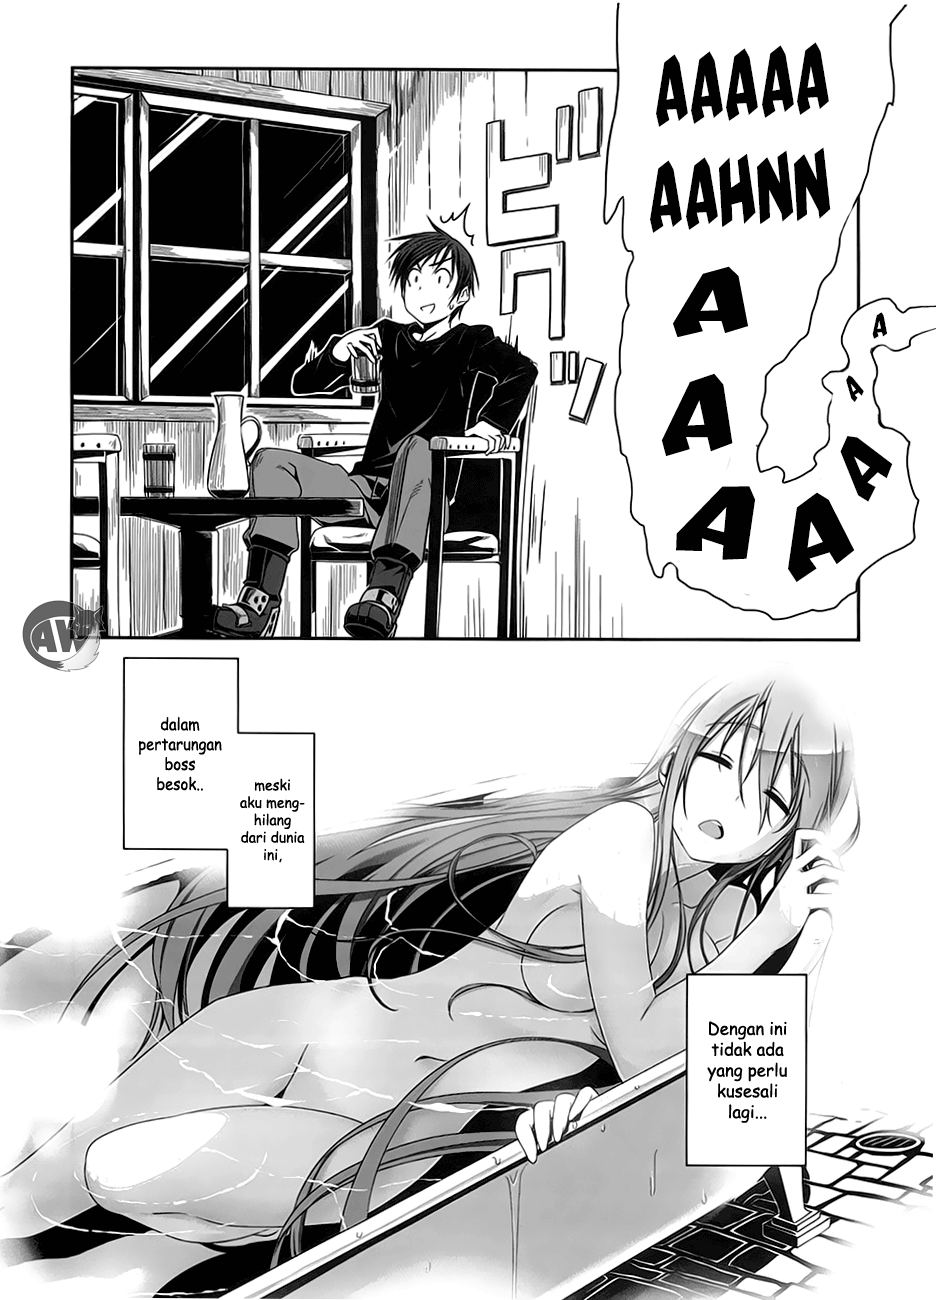 AAAAA
AAHNN
A
A
A
A
A
A
A
ビクッ
AW
dalam
pertarungan
boss
besok..
meski
aku meng-
hilang
dari dunia
ini,
Dengan ini
tidak ada
yang perlu
kusesali
lagi...